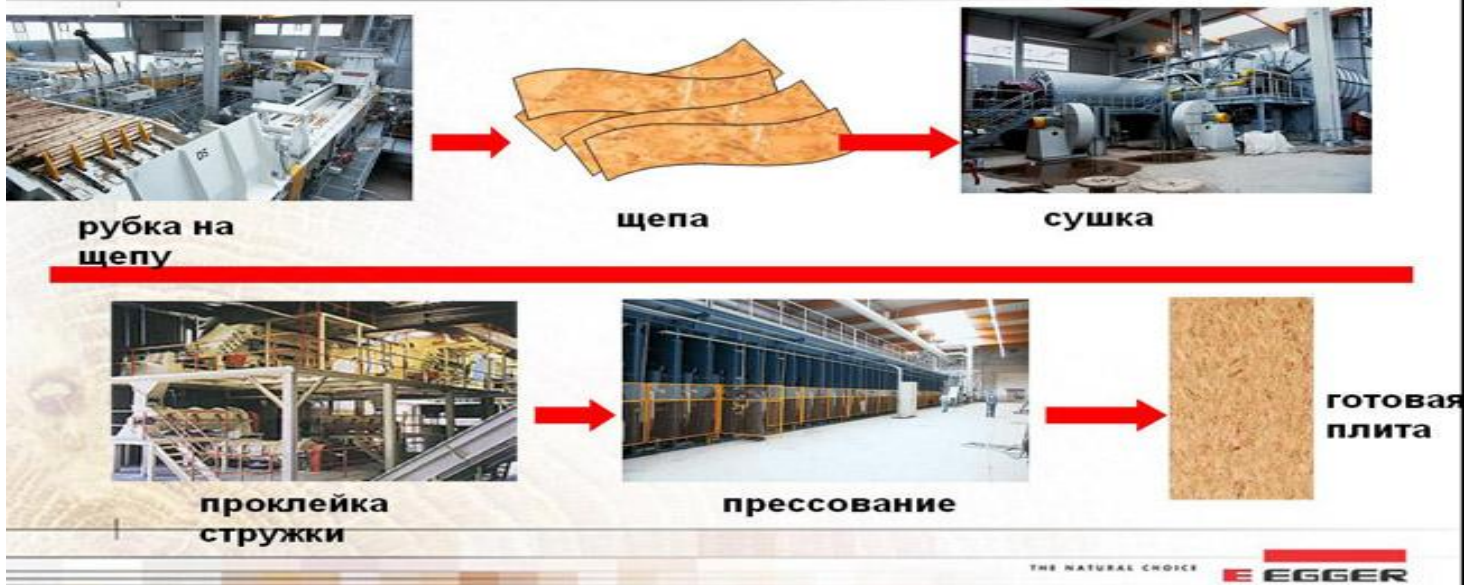 рубка на
щепу
щепа
сушка
проклейка
стружки
прессование
готовая
плита
THE NATURAL CHOICE
E EGGER